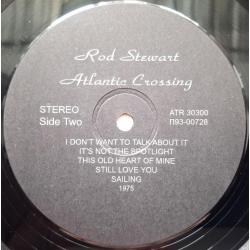 Rod Stewart
Atlantic Crossing
STEREO
Side Two
ATR 30300
П93-00728
I DON'T WANT TO TALK ABOUT IT
IT'S NOT THE SPOTLIGHT
THIS OLD HEART OF MINE
STILL LOVE YOU
SAILING
1975